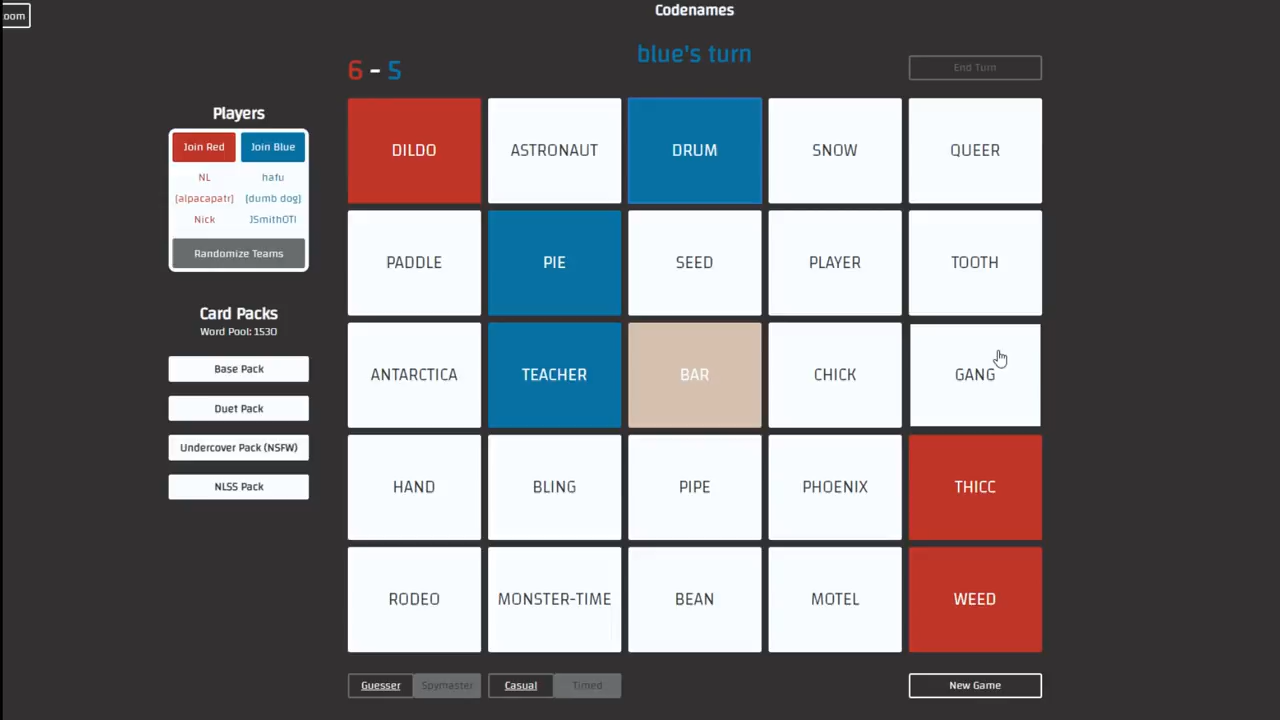 oom
Codenames
blue's turn
6 - 5
End Turn
Players
Join Red Join Blue
NL hafu
[alpacapatr] [dumb dog]
Nick JSmithOTI
Randomize Teams
Card Packs
Word Pool: 1530
Base Pack
Duet Pack
Undercover Pack (NSFW)
NLSS Pack
DILDO ASTRONAUT DRUM SNOW QUEER
PADDLE PIE SEED PLAYER TOOTH
ANTARCTICA TEACHER BAR CHICK GANG
HAND BLING PIPE PHOENIX THICC
RODEO MONSTER-TIME BEAN MOTEL WEED
Guesser Spymaster Casual Timed New Game